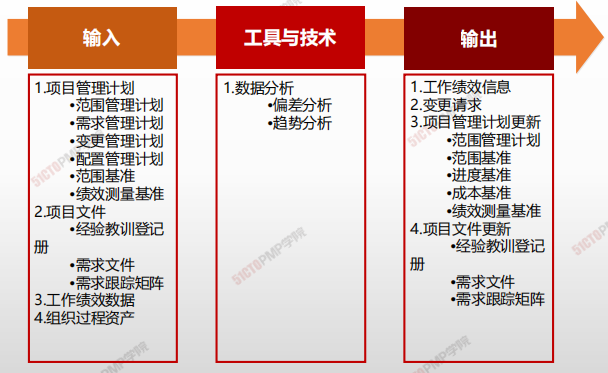 输入
1.项目管理计划
•范围管理计划
•需求管理计划
•变更管理计划
•配置管理计划
•范围基准
•绩效测量基准
2.项目文件
•经验教训登记
册
•需求文件
•需求跟踪矩阵
3.工作绩效数据
4.组织过程资产
工具与技术
1.数据分析
•偏差分析
•趋势分析
输出
1.工作绩效信息
2.变更请求
3.项目管理计划更新
•范围管理计划
•范围基准
•进度基准
•成本基准
•绩效测量基准
4.项目文件更新
•经验教训登记
册
•需求文件
•需求跟踪矩阵
51CTOPMP学院
51CTOPMP学院
51CTOPMP学院